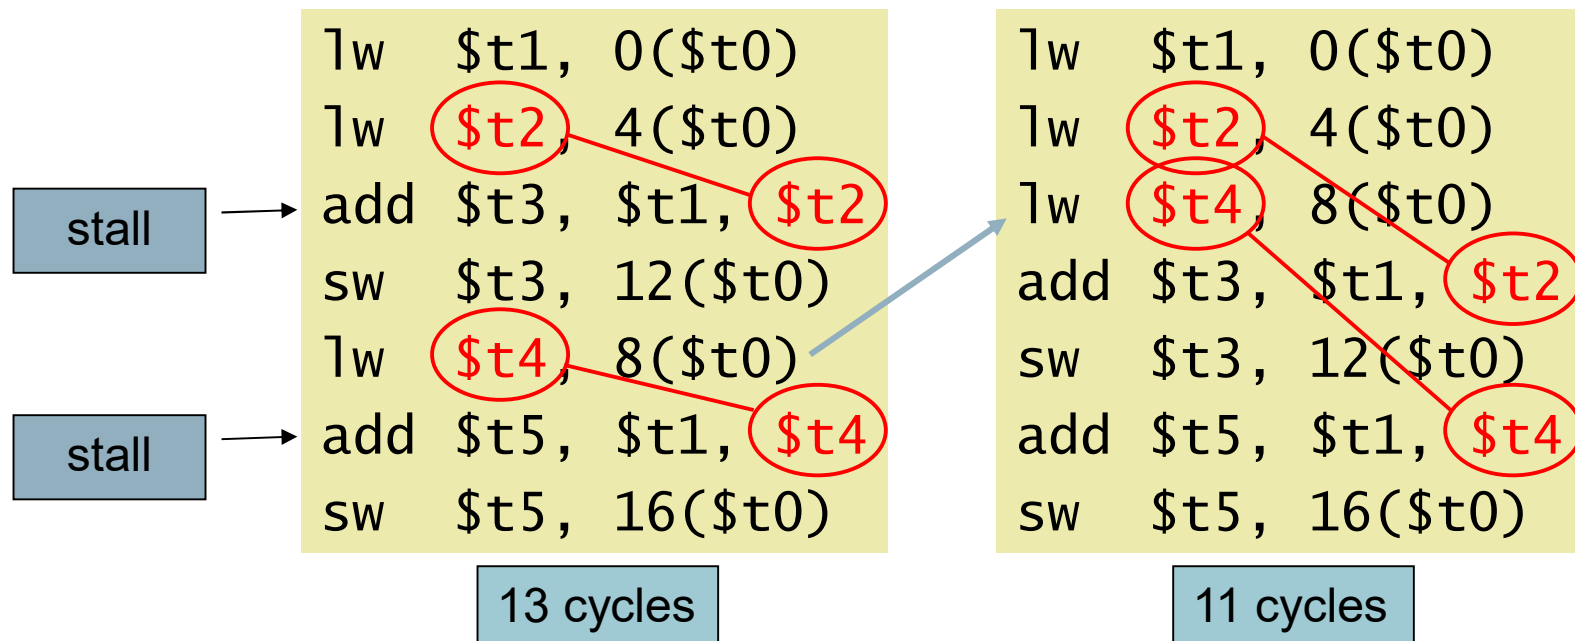 lw $t1, 0($t0)
lw $t2, 4($t0)
stall
add $t3, $t1, $t2
sw $t3, 12($t0)
lw $t4, 8($t0)
stall
add $t5, $t1, $t4
sw $t5, 16($t0)
13 cycles
lw $t1, 0($t0)
lw $t2, 4($t0)
lw $t4, 8($t0)
add $t3, $t1, $t2
sw $t3, 12($t0)
add $t5, $t1, $t4
sw $t5, 16($t0)
11 cycles